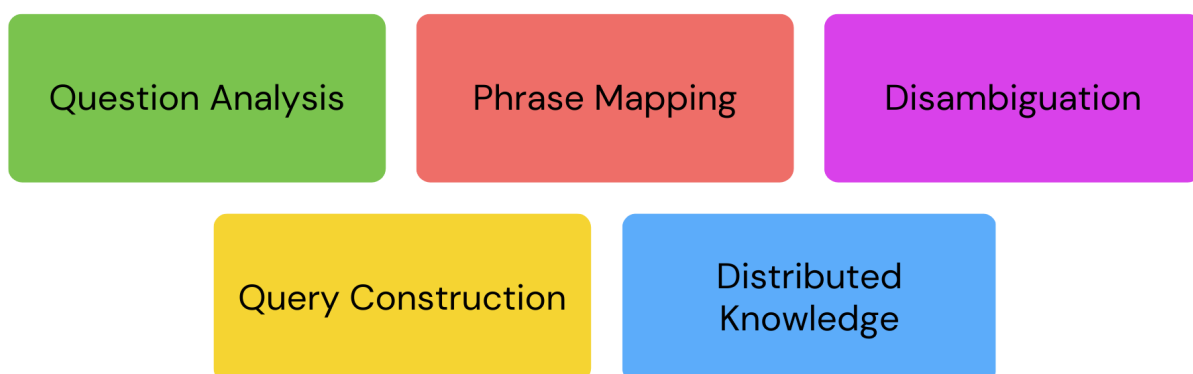 Question Analysis
Phrase Mapping
Disambiguation
Query Construction
Distributed
Knowledge